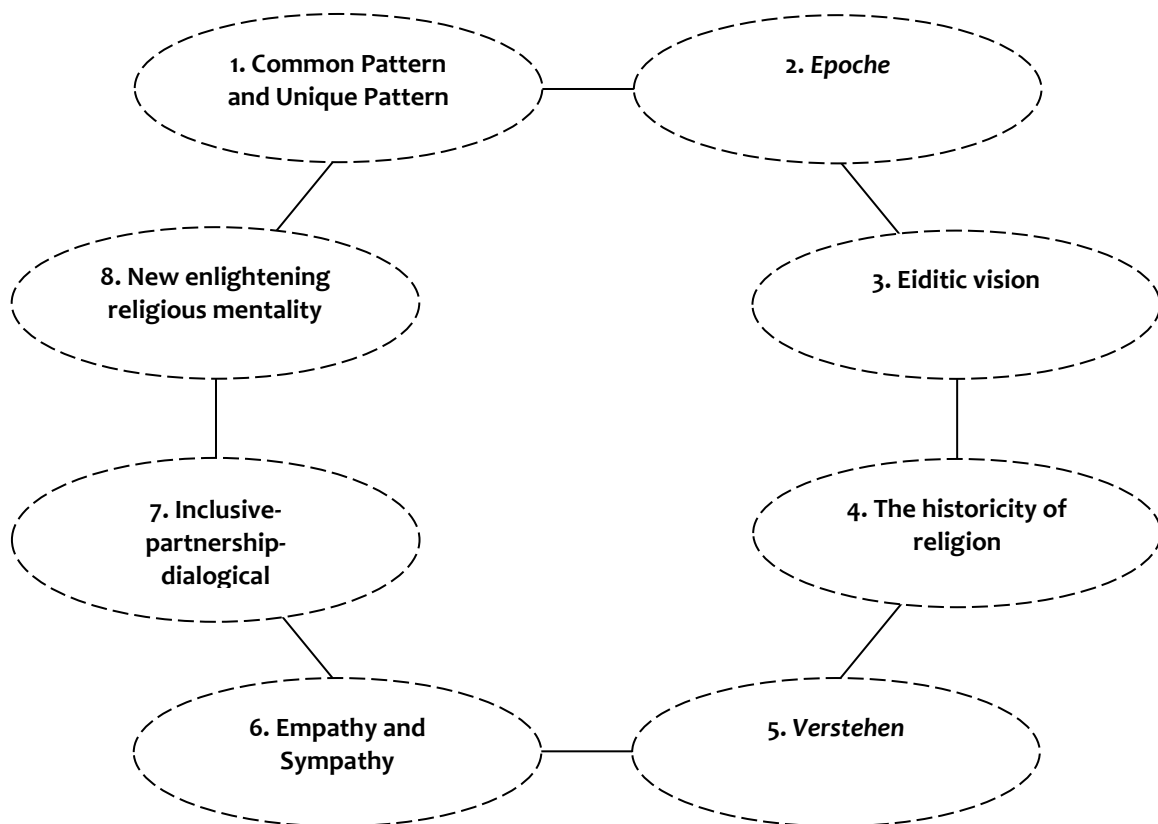 1. Common Pattern
and Unique Pattern
2. Epoche
3. Eiditic vision
4. The historicity of
religion
5. Verstehen
6. Empathy and
Sympathy
7. Inclusive-
partnership-
dialogical
8. New enlightening
religious mentality